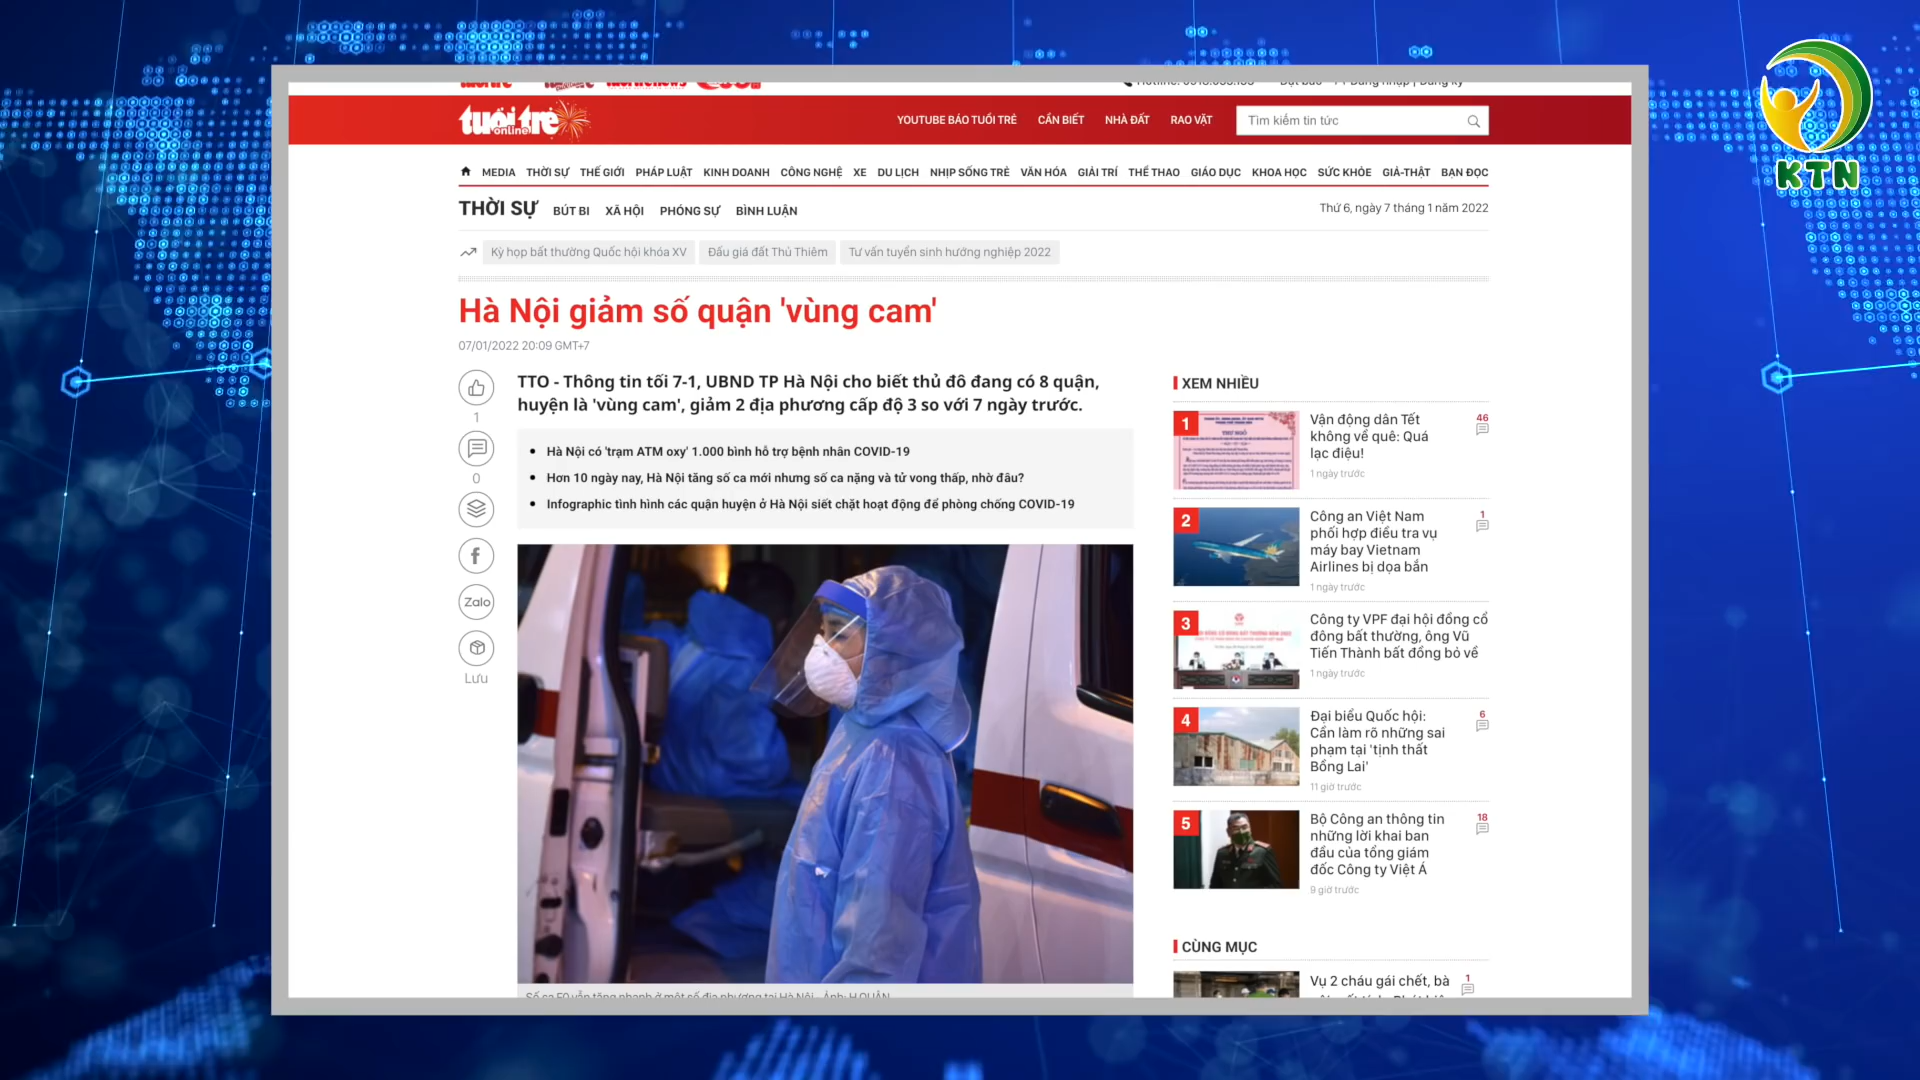 tuổi trẻ online
YOUTUBE BÁO TUỔI TRẺ CẦN BIẾT NHÀ ĐẤT RAO VẶT
Tìm kiếm tin tức
KTN
MEDIA THỜI SỰ THẾ GIỚI PHÁP LUẬT KINH DOANH CÔNG NGHỆ XE DU LỊCH NHỊP SỐNG TRẺ VĂN HÓA GIẢI TRÍ THỂ THAO GIÁO DỤC KHOA HỌC SỨC KHỎE GIẢ-THẬT BẠN ĐỌC
THỜI SỰ BÚT BI XÃ HỘI PHÓNG SỰ BÌNH LUẬN
Thứ 6, ngày 7 tháng 1 năm 2022
Kỳ họp bất thường Quốc hội khóa XV Đấu giá đất Thủ Thiêm Tư vấn tuyển sinh hướng nghiệp 2022
Hà Nội giảm số quận 'vùng cam'
07/01/2022 20:09 GMT+7
1
0
Zalo
Lưu
TTO - Thông tin tối 7-1, UBND TP Hà Nội cho biết thủ đô đang có 8 quận,
huyện là 'vùng cam', giảm 2 địa phương cấp độ 3 so với 7 ngày trước.
Hà Nội có 'trạm ATM oxy' 1.000 bình hỗ trợ bệnh nhân COVID-19
Hơn 10 ngày nay, Hà Nội tăng số ca mới nhưng số ca nặng và tử vong thấp, nhờ đâu?
Infographic tình hình các quận huyện ở Hà Nội siết chặt hoạt động để phòng chống COVID-19
XEM NHIỀU
1
Vận động dân Tết
không về quê: Quá
lạc điệu!
1 ngày trước
46
2
Công an Việt Nam
phối hợp điều tra vụ
máy bay Vietnam
Airlines bị dọa bắn
1 ngày trước
1
3
Công ty VPF đại hội đồng cổ
đông bất thường, ông Vũ
Tiến Thành bất đồng bỏ về
1 ngày trước
4
Đại biểu Quốc hội:
Cần làm rõ những sai
phạm tại 'tịnh thất
Bồng Lai'
11 giờ trước
6
5
Bộ Công an thông tin
những lời khai ban
đầu của tổng giám
đốc Công ty Việt Á
9 giờ trước
18
CÙNG MỤC
Vụ 2 cháu gái chết, bà
1